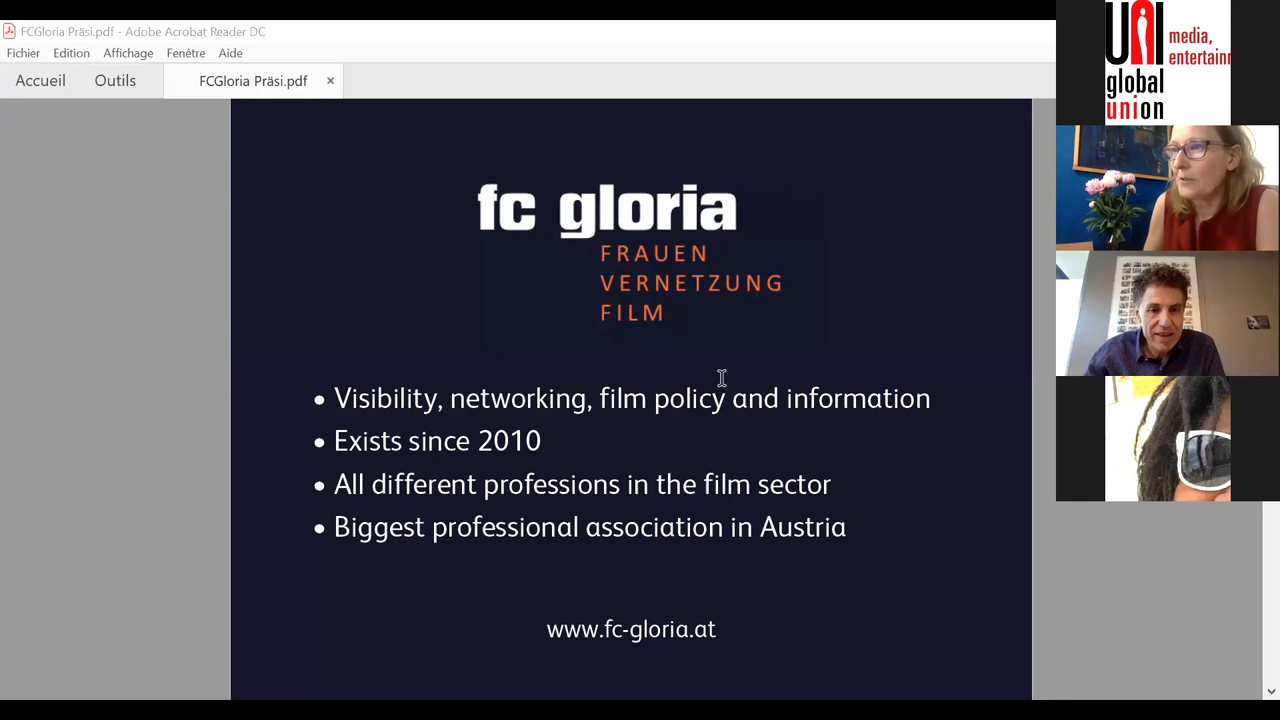 FCGloria Präsi.pdf - Adobe Acrobat Reader DC
Fichier Edition Affichage Fenêtre Aide
Accueil Outils FCGloria Präsi.pdf ×
fc gloria
FRAUEN
VERNETZUNG
FILM
• Visibility, networking, film policy and information
• Exists since 2010
• All different professions in the film sector
• Biggest professional association in Austria
www.fc-gloria.at
UNI
global
union
media,
entertainm